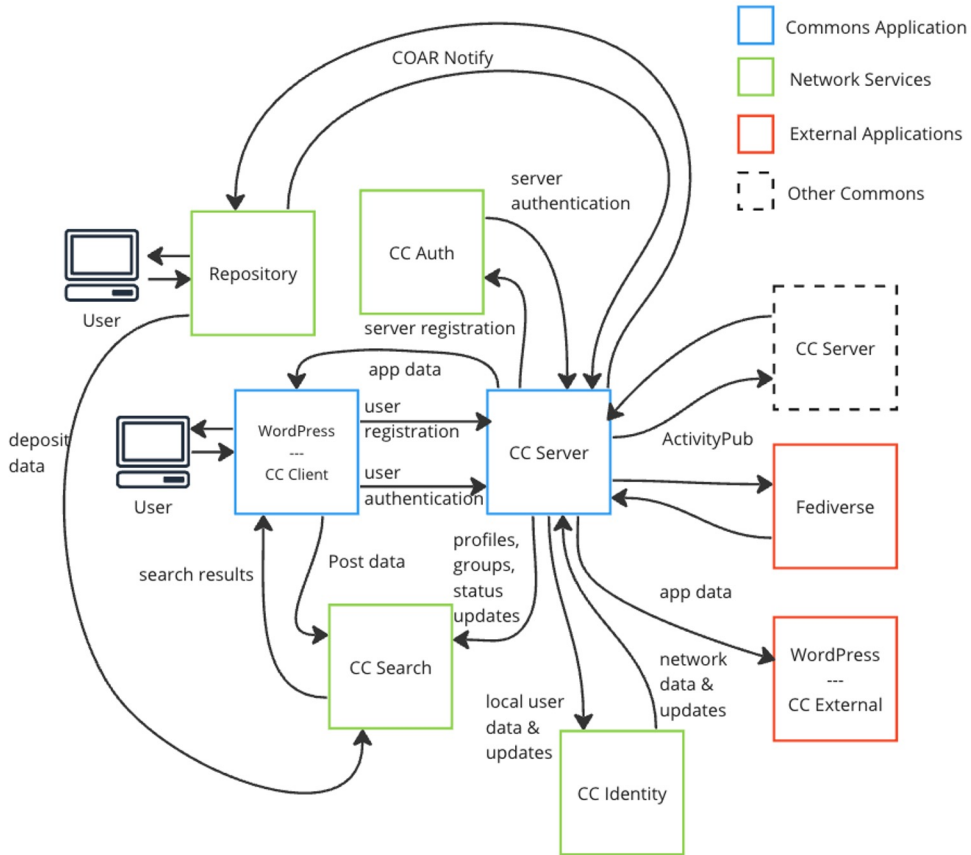 COAR Notify
Commons Application
Network Services
External Applications
Other Commons
server
authentication
Repository
CC Auth
User
server registration
CC Server
app data
user
registration
WordPress
---
CC Client
CC Server
ActivityPub
deposit
data
user
authentication
User
Fediverse
profiles,
groups,
status
updates
search results
Post data
app data
CC Search
network
data &
updates
WordPress
---
CC External
local user
data &
updates
CC Identity